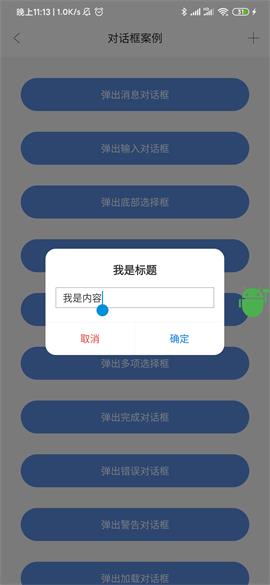 晚上11:13 | 1.0K/s
31
对话框案例
弹出消息对话框
弹出输入对话框
弹出底部选择框
我是标题
我是内容
取消
确定
弹出多项选择框
弹出完成对话框
弹出错误对话框
弹出警告对话框
弹出加载对话框